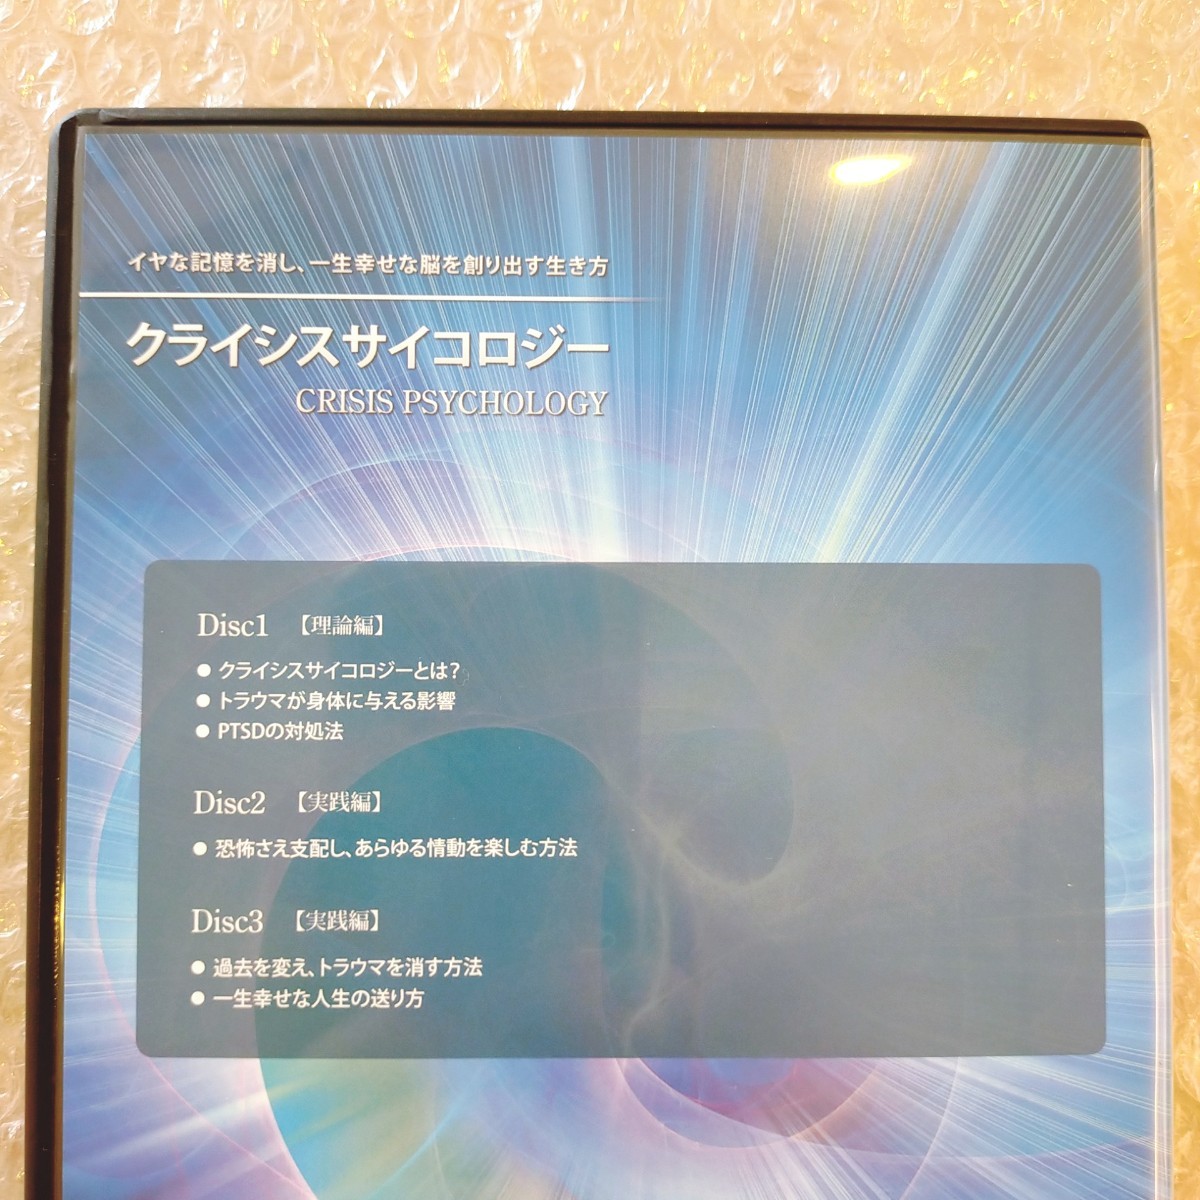 イヤな記憶を消し、一生幸せな脳を創り出す生き方
クライシスサイコロジー
CRISIS PSYCHOLOGY
Disc1 【理論編】
● クライシスサイコロジーとは?
● トラウマが身体に与える影響
● PTSDの対処法
Disc2 【実践編】
● 恐怖さえ支配し、あらゆる情動を楽しむ方法
Disc3 【実践編】
● 過去を変え、トラウマを消す方法
● 一生幸せな人生の送り方